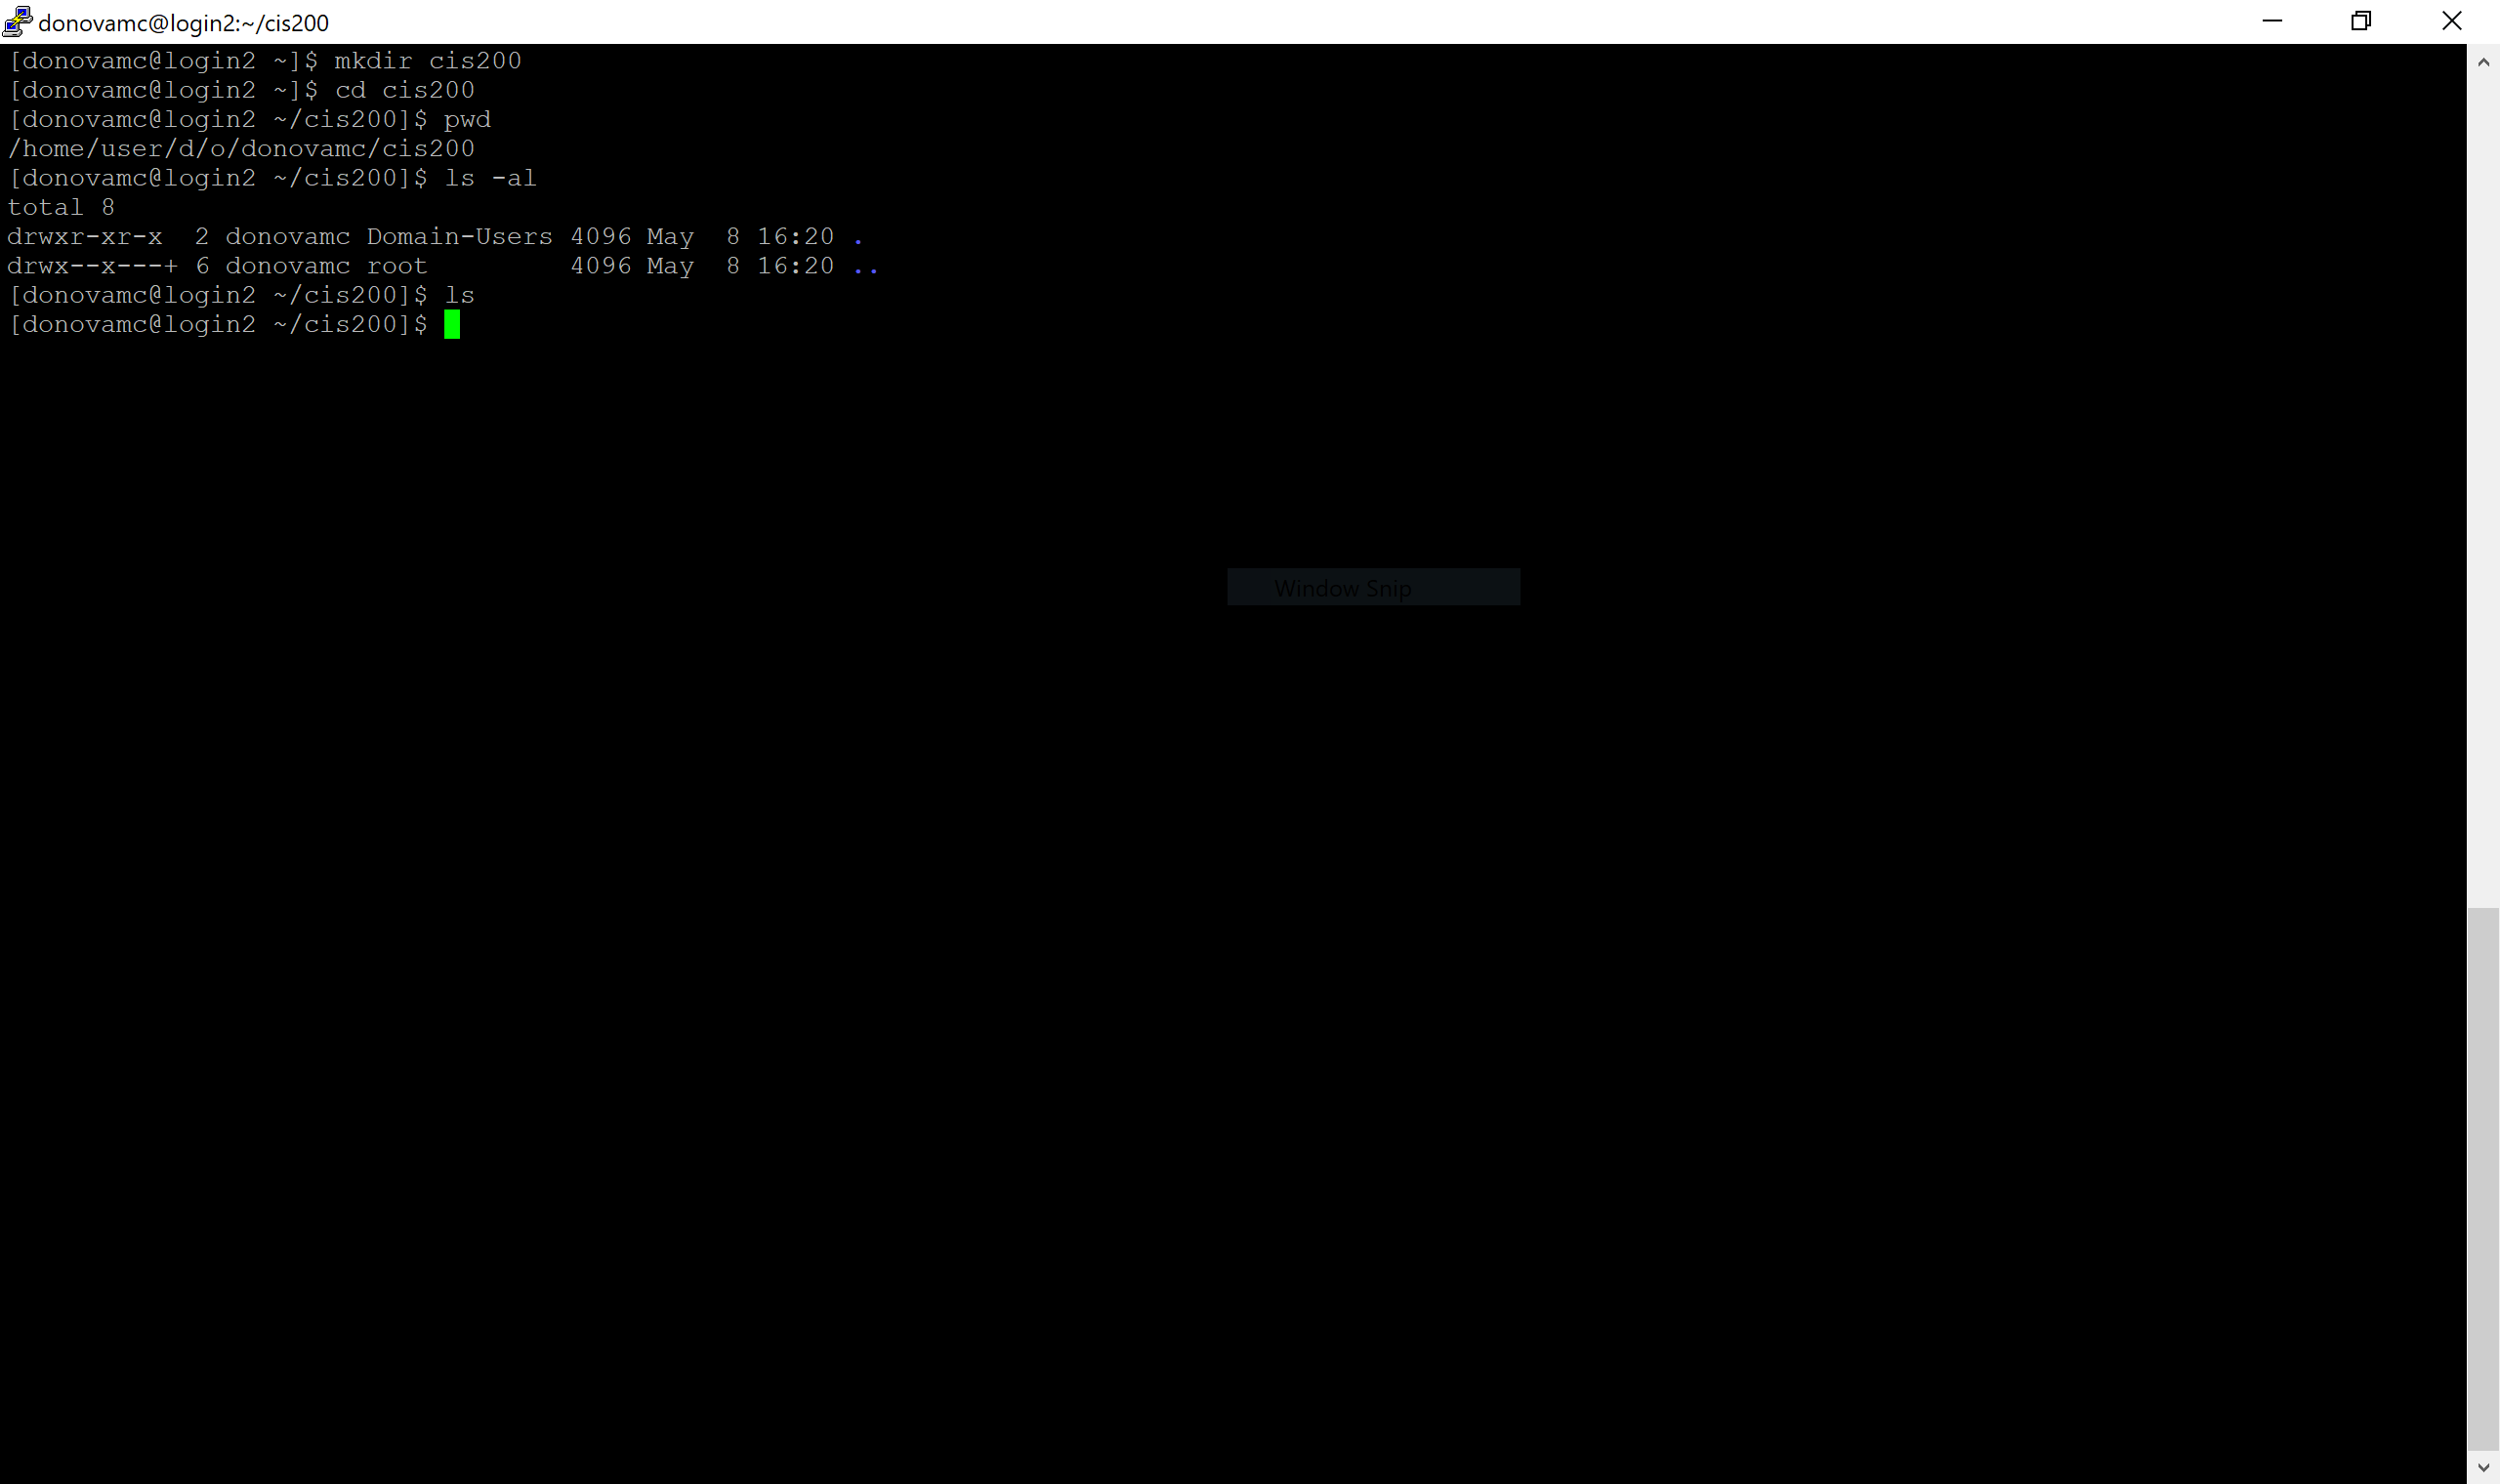 donovamc@login2:~/cis200
[donovamc@login2 ~]$ mkdir cis200
[donovamc@login2 ~]$ cd cis200
[donovamc@login2 ~/cis200]$ pwd
/home/user/d/o/donovamc/cis200
[donovamc@login2 ~/cis200]$ ls -al
total 8
drwxr-xr-x  2 donovamc Domain-Users 4096 May  8 16:20 .
drwx--x---+ 6 donovamc root         4096 May  8 16:20 ..
[donovamc@login2 ~/cis200]$ ls
[donovamc@login2 ~/cis200]$
Window Snip